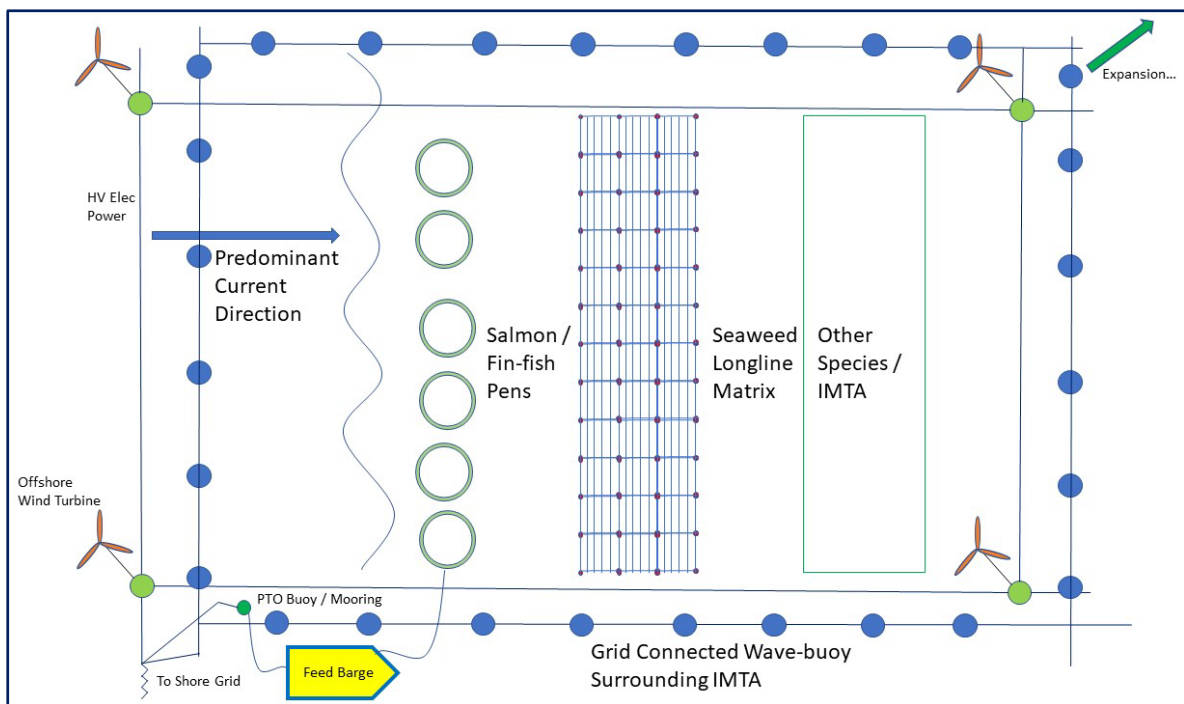 Expansion...
HV Elec
Power
Predominant
Current
Direction
Salmon /
Fin-fish
Pens
Seaweed
Longline
Matrix
Other
Species /
IMTA
Offshore
Wind Turbine
PTO Buoy / Mooring
To Shore Grid
Feed Barge
Grid Connected Wave-buoy
Surrounding IMTA